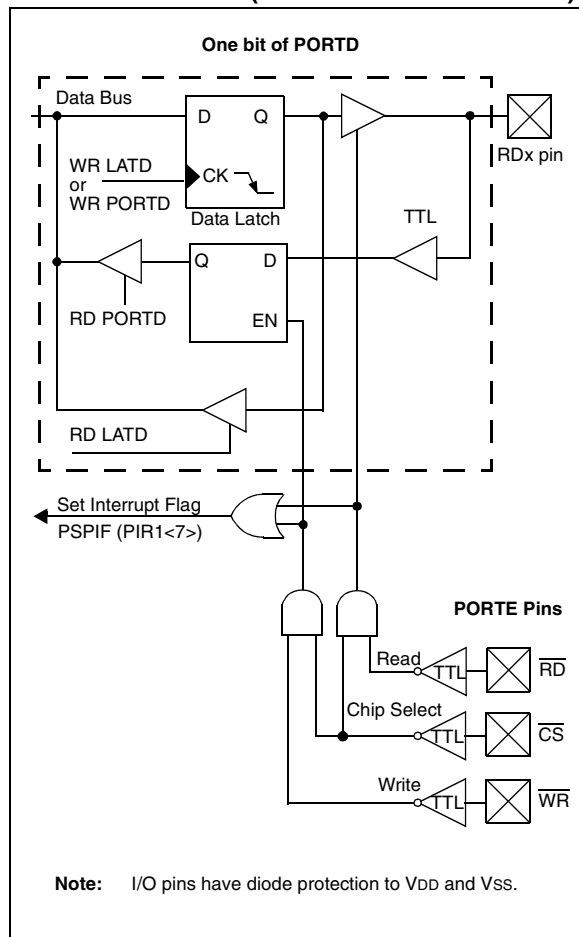 One bit of PORTD
Data Bus
D Q
RDx pin
WR LATD
or
WR PORTD
CK
Data Latch
TTL
Q D
RD PORTD
EN
RD LATD
Set Interrupt Flag
PSPIF (PIR1<7>)
PORTE Pins
Read
TTL
RD
Chip Select
TTL
CS
Write
TTL
WR
Note: I/O pins have diode protection to VDD and VSS.